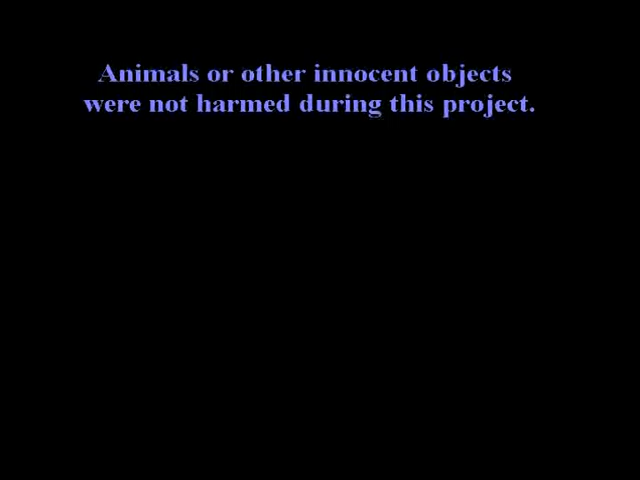 Animals or other innocent objects
were not harmed during this project.